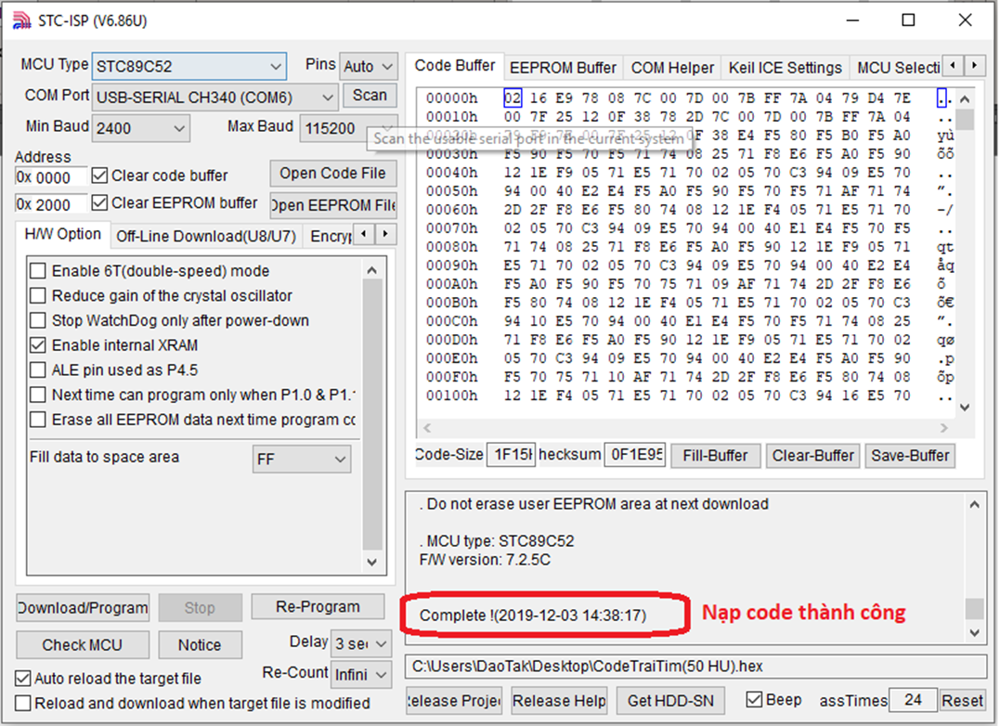 STC-ISP (V6.86U)
MCU Type STC89C52 Pins Auto
COM Port USB-SERIAL CH340 (COM6) Scan
Min Baud 2400 Max Baud 115200
Scan the usable serial port in the current system
Address
0x 0000 Clear code buffer Open Code File
0x 2000 Clear EEPROM buffer Open EEPROM File
H/W Option Off-Line Download(U8/U7) Encryp
Enable 6T(double-speed) mode
Reduce gain of the crystal oscillator
Stop WatchDog only after power-down
Enable internal XRAM
ALE pin used as P4.5
Next time can program only when P1.0 & P1.1
Erase all EEPROM data next time program co
Fill data to space area FF
Download/Program Stop Re-Program
Check MCU Notice Delay 3 sec
Auto reload the target file Re-Count Infini
Reload and download when target file is modified
Code Buffer EEPROM Buffer COM Helper Keil ICE Settings MCU Selecti
00000h 02 16 E9 78 08 7C 00 7D 00 7B FF 7A 04 79 D4 7E ..
00010h 00 7F 25 12 0F 38 78 2D 7C 00 7D 00 7B FF 7A 04 ..
0F 38 E4 F5 80 F5 B0 F5 A0 yù
00030h F5 90 F5 70 F5 71 74 08 25 71 F8 E6 F5 A0 F5 90 õõ
00040h 12 1E F9 05 71 E5 71 70 02 05 70 C3 94 09 E5 70 ..
00050h 94 00 40 E2 E4 F5 A0 F5 90 F5 70 F5 71 AF 71 74 ”.
00060h 2D 2F F8 E6 F5 80 74 08 12 1E F4 05 71 E5 71 70 -/
00070h 02 05 70 C3 94 09 E5 70 94 00 40 E1 E4 F5 70 F5 ..
00080h 71 74 08 25 71 F8 E6 F5 A0 F5 90 12 1E F9 05 71 qt
00090h E5 71 70 02 05 70 C3 94 09 E5 70 94 00 40 E2 E4 åq
000A0h F5 A0 F5 90 F5 70 75 71 09 AF 71 74 2D 2F F8 E6 õ
000B0h F5 80 74 08 12 1E F4 05 71 E5 71 70 02 05 70 C3 õ€
000C0h 94 10 E5 70 94 00 40 E1 E4 F5 70 F5 71 74 08 25 ”.
000D0h 71 F8 E6 F5 A0 F5 90 12 1E F9 05 71 E5 71 70 02 qø
000E0h 05 70 C3 94 09 E5 70 94 00 40 E2 E4 F5 A0 F5 90 .p
000F0h F5 70 75 71 10 AF 71 74 2D 2F F8 E6 F5 80 74 08 õp
00100h 12 1E F4 05 71 E5 71 70 02 05 70 C3 94 16 E5 70 ..
Code-Size 1F15H hecksum 0F1E95 Fill-Buffer Clear-Buffer Save-Buffer
. Do not erase user EEPROM area at next download
. MCU type: STC89C52
F/W version: 7.2.5C
Complete !(2019-12-03 14:38:17)
Nạp code thành công
C:\Users\DaoTak\Desktop\CodeTraiTim(50 HU).hex
elease Projec Release Help Get HDD-SN Beep assTimes 24 Reset